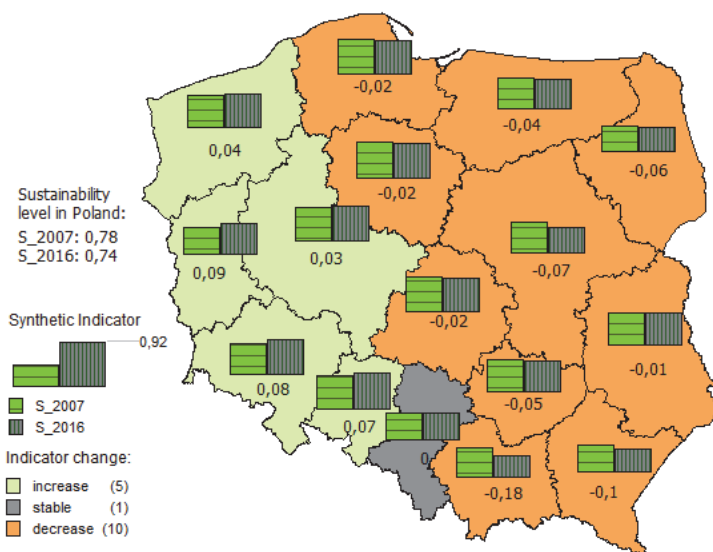 -0,02
-0,04
0,04
-0,06
-0,02
Sustainability
level in Poland:
S_2007: 0,78
S_2016: 0,74
0,03
0,09
-0,07
-0,02
Synthetic Indicator
0,92
-0,01
0,08
-0,05
S_2007
S_2016
0,07
0
Indicator change:
increase (5)
stable (1)
decrease (10)
-0,18
-0,1